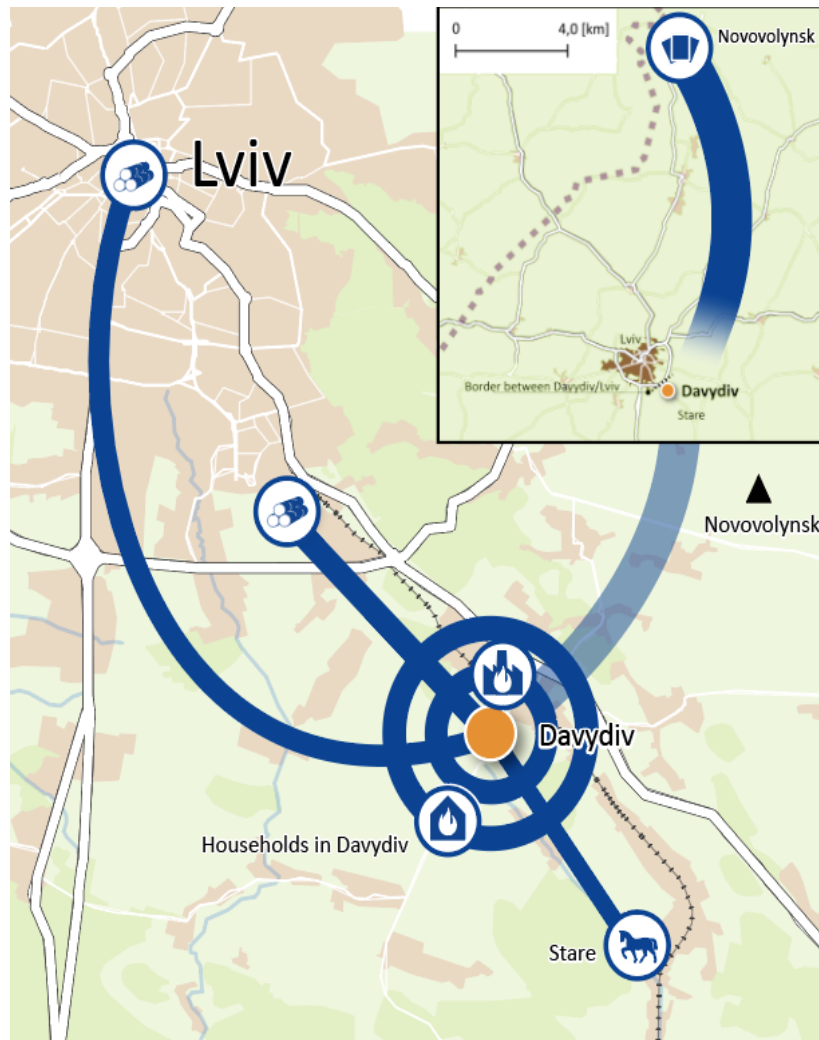 Lviv
0 4,0 [km]
Novovolynsk
Lviv
Border between Davydiv/Lviv
Davydiv
Stare
Novovolynsk
Davydiv
Households in Davydiv
Stare